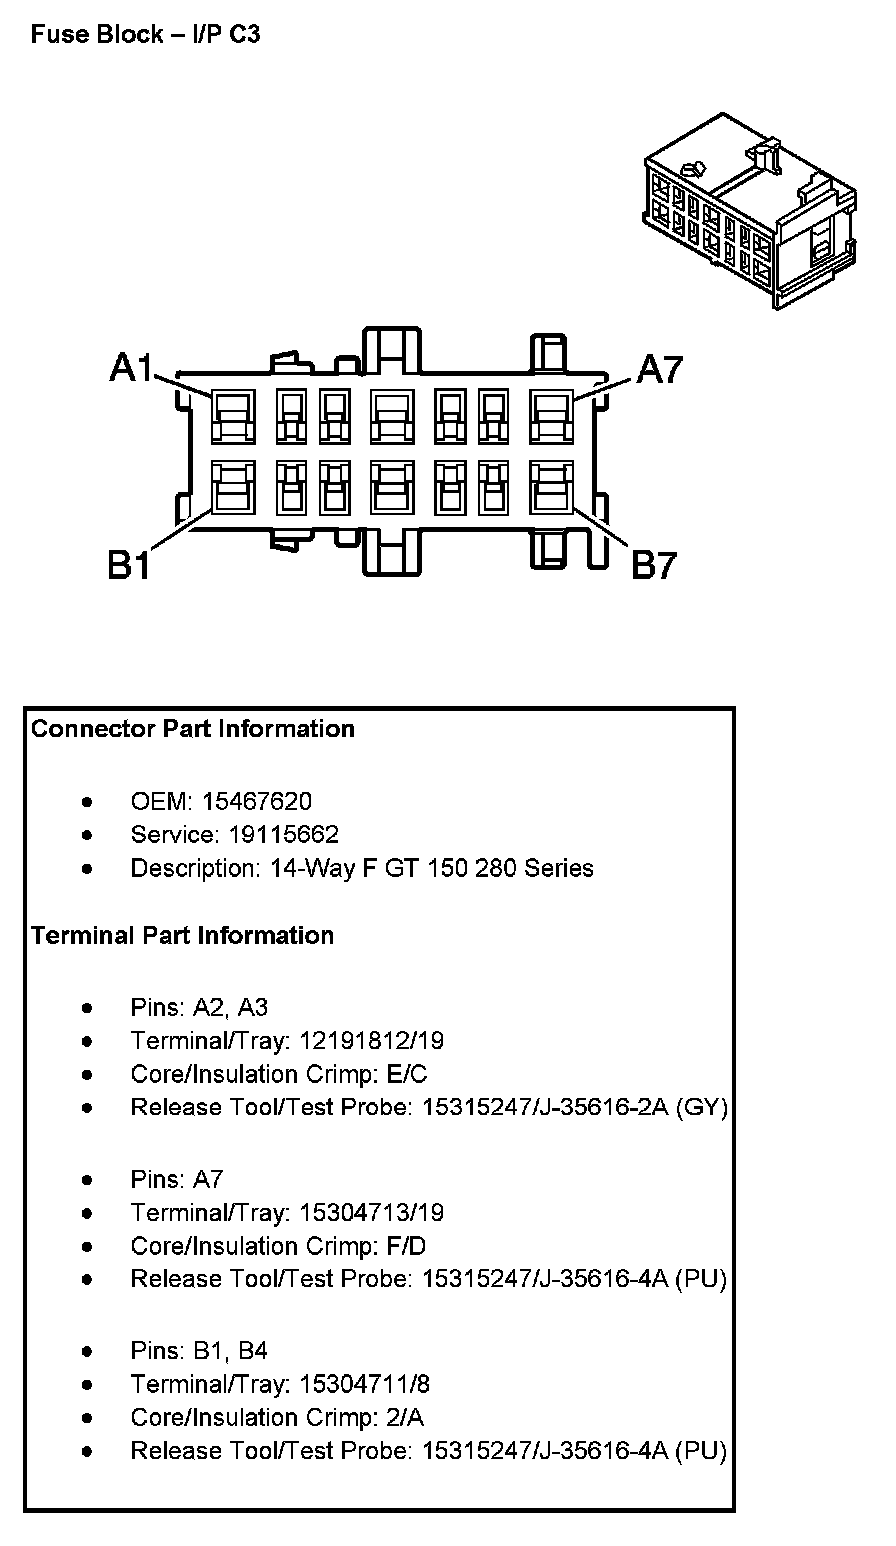 Fuse Block – I/P C3
A1
A7
B1
B7
Connector Part Information
● OEM: 15467620
● Service: 19115662
● Description: 14-Way F GT 150 280 Series
Terminal Part Information
● Pins: A2, A3
● Terminal/Tray: 12191812/19
● Core/Insulation Crimp: E/C
● Release Tool/Test Probe: 15315247/J-35616-2A (GY)
● Pins: A7
● Terminal/Tray: 15304713/19
● Core/Insulation Crimp: F/D
● Release Tool/Test Probe: 15315247/J-35616-4A (PU)
● Pins: B1, B4
● Terminal/Tray: 15304711/8
● Core/Insulation Crimp: 2/A
● Release Tool/Test Probe: 15315247/J-35616-4A (PU)